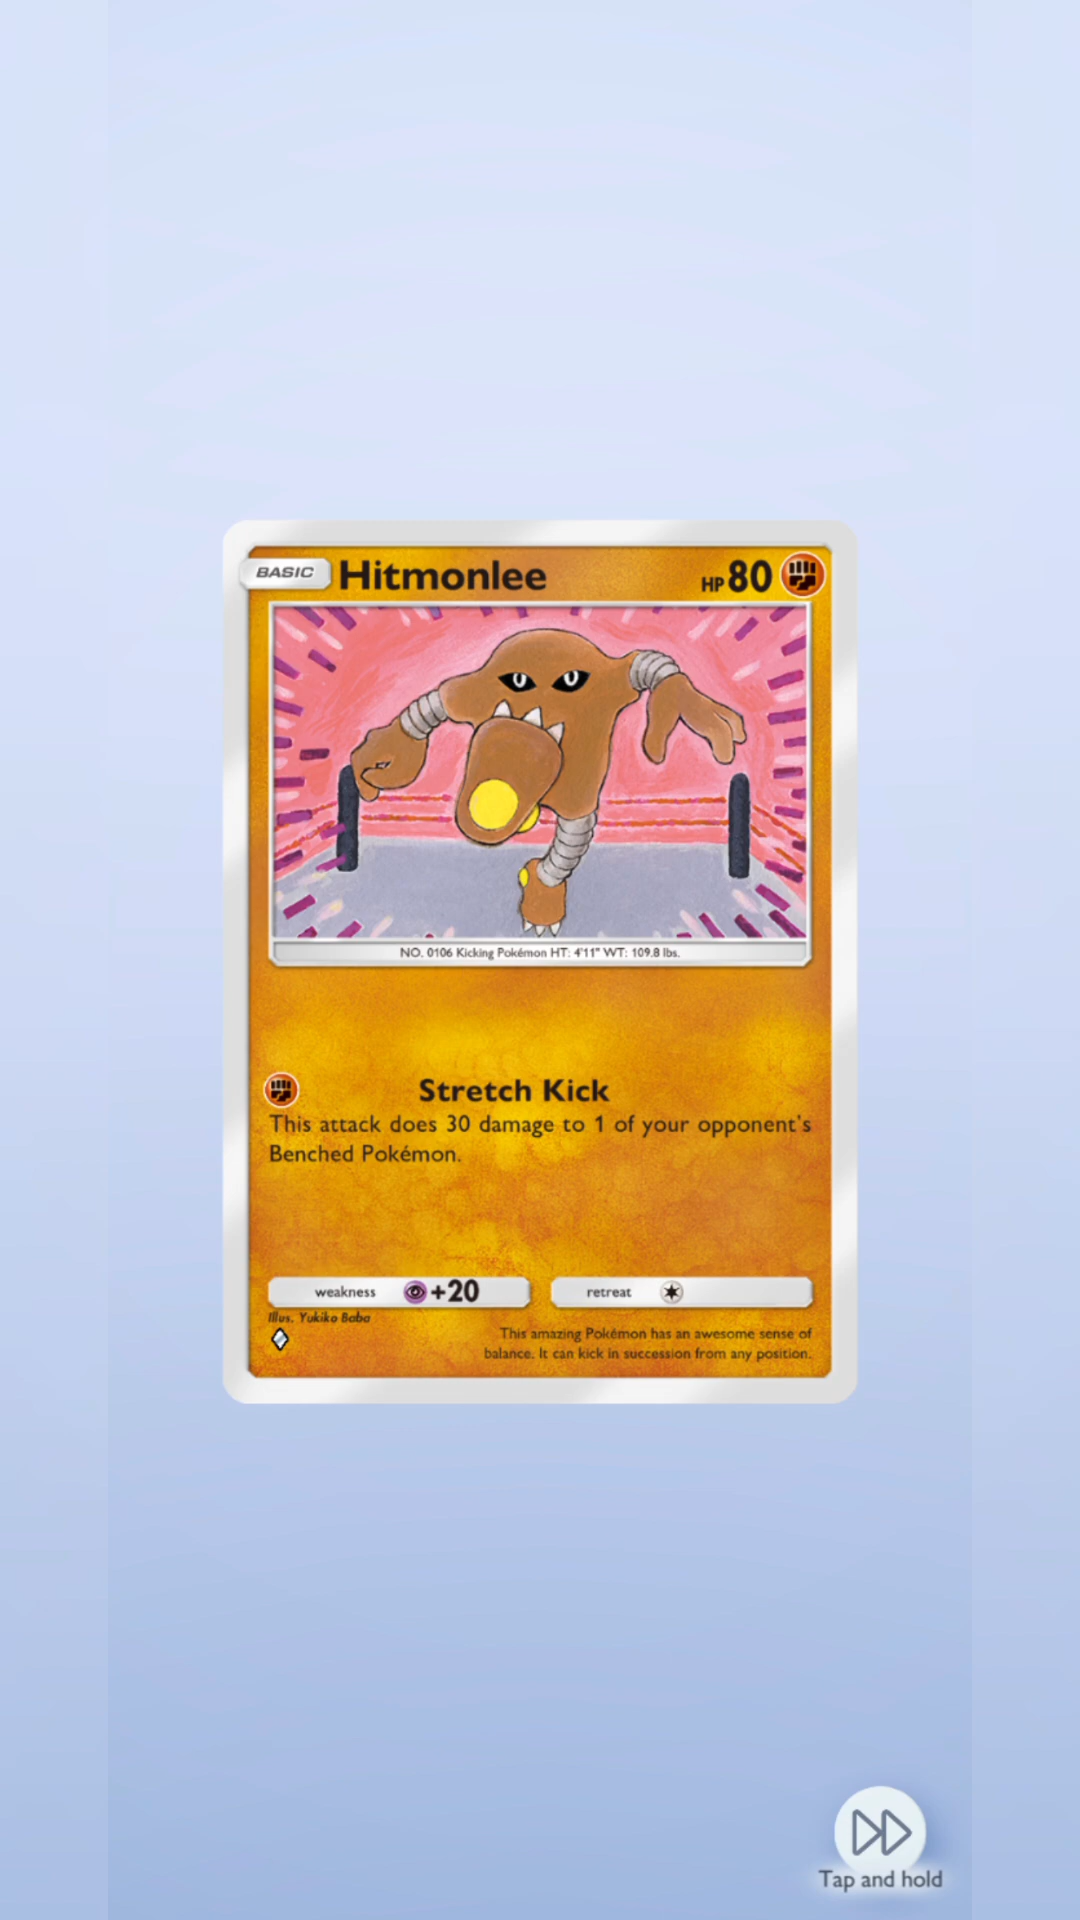 BASIC Hitmonlee HP 80
NO. 0106 Kicking Pokémon HT: 4'11" WT: 109.8 lbs.
Stretch Kick
This attack does 30 damage to 1 of your opponent's
Benched Pokémon.
weakness +20 retreat
Illus. Yukiko Baba
This amazing Pokémon has an awesome sense of
balance. It can kick in succession from any position.
Tap and hold